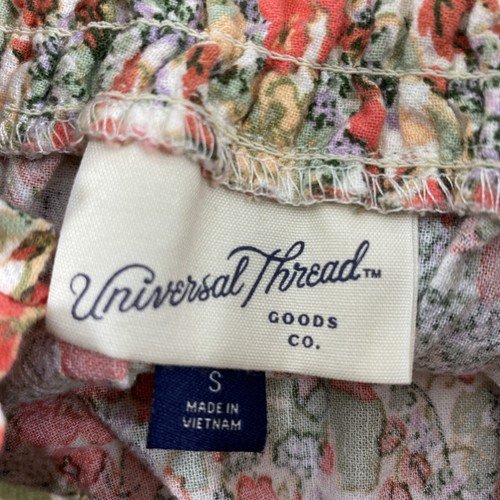 Universal Thread™
GOODS
CO.
S
MADE IN
VIETNAM